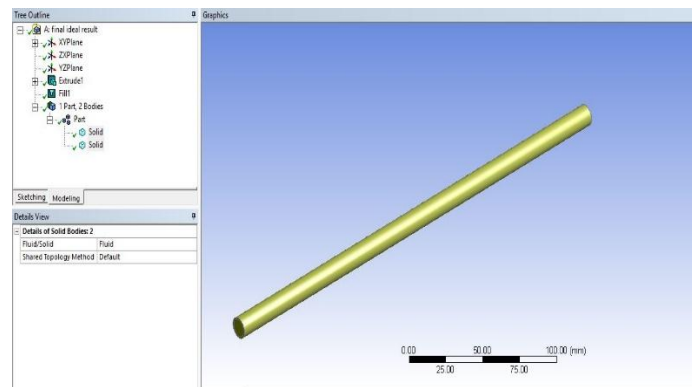 Tree Outline
A: final ideal result
XYPlane
ZXPlane
YZPlane
Extrude1
Fill1
1 Part, 2 Bodies
Part
Solid
Solid
Sketching Modeling
Details View
Details of Solid Bodies: 2
Fluid/Solid Fluid
Shared Topology Method Default
Graphics
0.00 50.00 100.00 (mm)
25.00 75.00